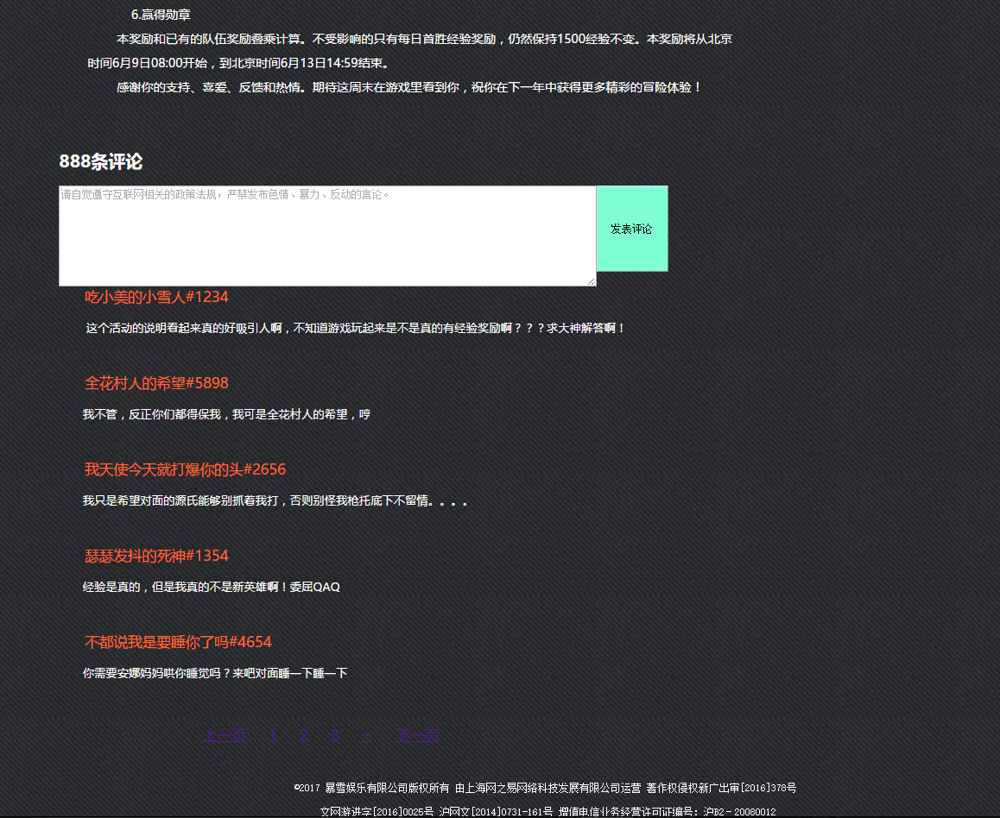 6.赢得勋章
本奖励和已有的队伍奖励叠乘计算。不受影响的只有每日首胜经验奖励，仍然保持1500经验不变。本奖励将从北京
时间6月9日08:00开始，到北京时间6月13日14:59结束。
感谢你的支持、喜爱、反馈和热情。期待这周末在游戏里看到你，祝你在下一年中获得更多精彩的冒险体验！
888条评论
请自觉遵守互联网相关的政策法规，严禁发布色情、暴力、反动的言论。
发表评论
吃小美的小雪人#1234
这个活动的说明看起来真的好吸引人啊，不知道游戏玩起来是不是真的有经验奖励啊？？？求大神解答啊！
全花村人的希望#5898
我不管，反正你们都得保我，我可是全花村人的希望，哼
我天使今天就打爆你的头#2656
我只是希望对面的源氏能够别抓着我打，否则别怪我枪托底下不留情。。。。
瑟瑟发抖的死神#1354
经验是真的，但是我真的不是新英雄啊！委屈QAQ
不都说我是要睡你了吗#4654
你需要安娜妈妈哄你睡觉吗？来吧对面睡一下睡一下
上一页 1 2 3 下一页
©2017 暴雪娱乐有限公司版权所有 由上海网之易网络科技发展有限公司运营 著作权侵权新广出审[2016]378号
文网游讲字[2016]0025号 沪网文[2014]0731-161号 增值电信业务经营许可证编号：沪B2－20080012